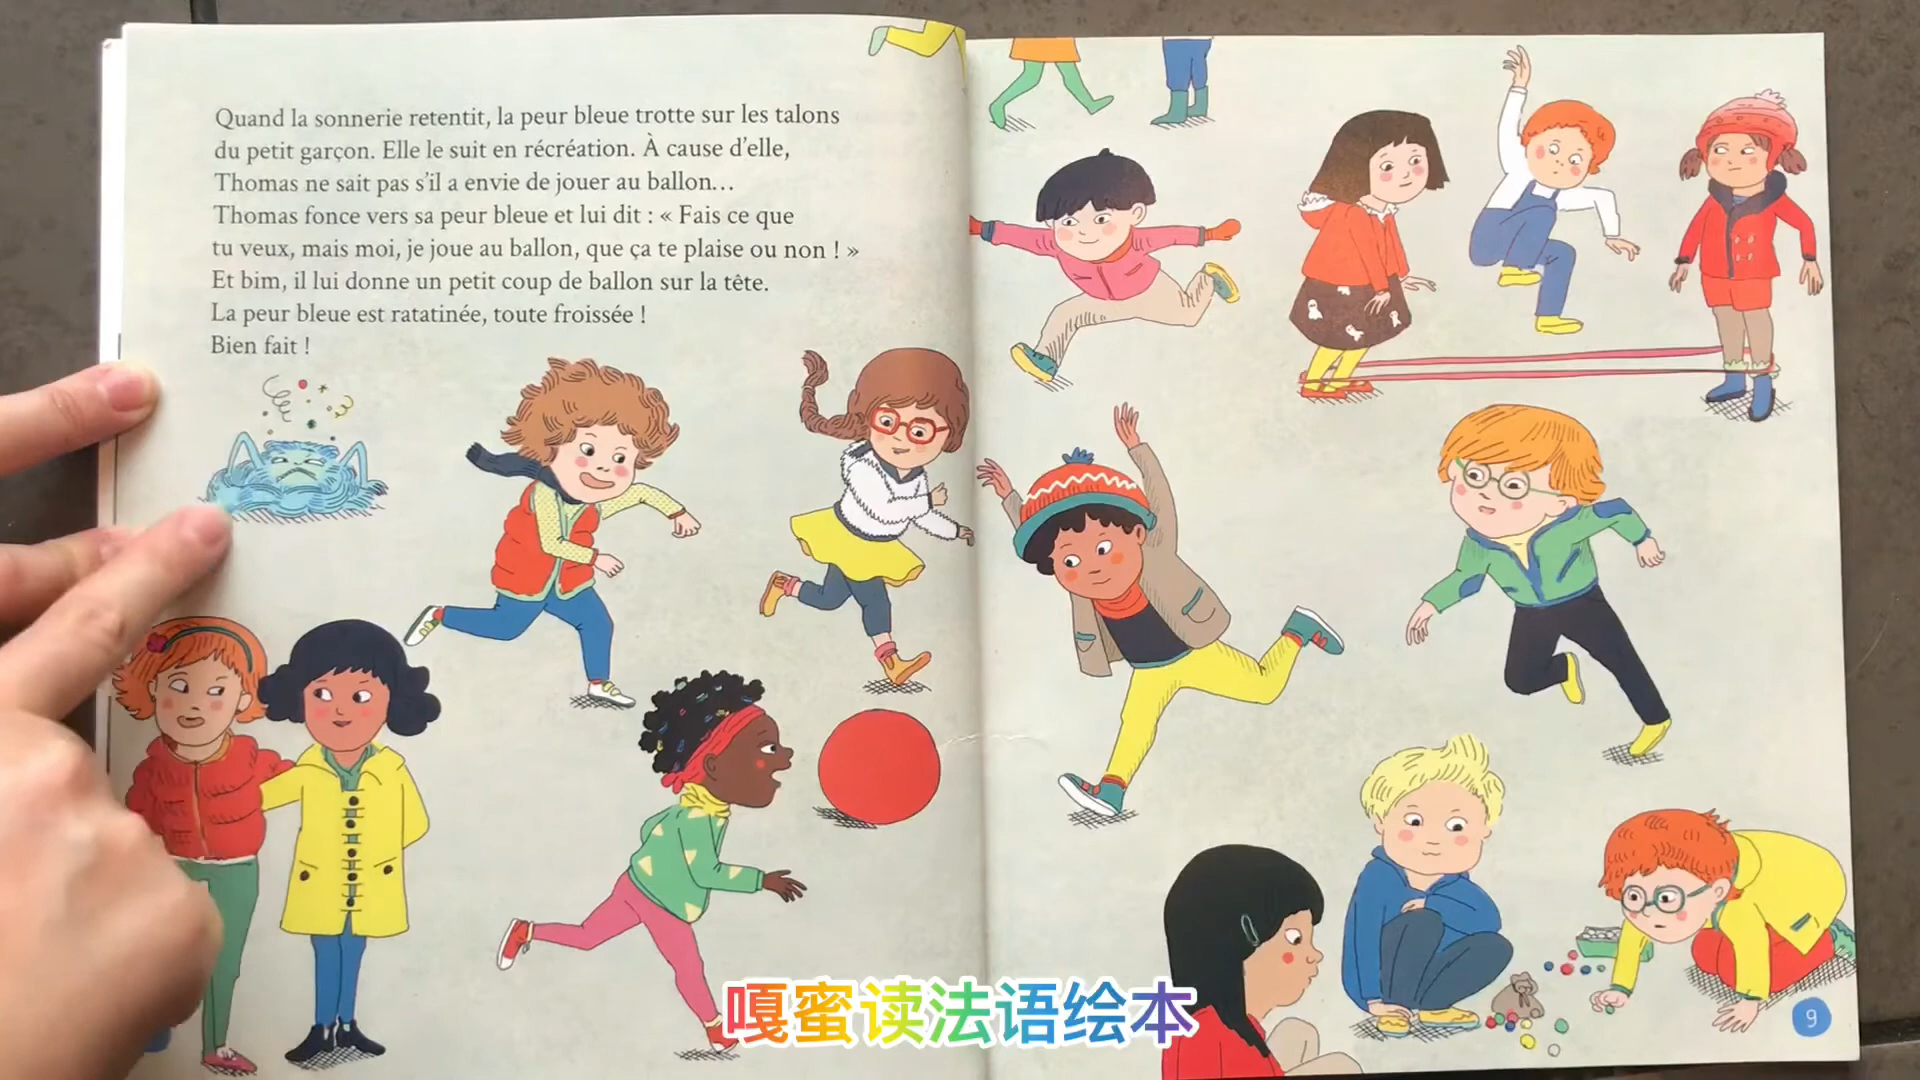 Quand la sonnerie retentit, la peur bleue trotte sur les talons
du petit garçon. Elle le suit en récréation. À cause d'elle,
Thomas ne sait pas s'il a envie de jouer au ballon…
Thomas fonce vers sa peur bleue et lui dit : « Fais ce que
tu veux, mais moi, je joue au ballon, que ça te plaise ou non ! »
Et bim, il lui donne un petit coup de ballon sur la tête.
La peur bleue est ratatinée, toute froissée !
Bien fait !
嘎蜜读法语绘本
9